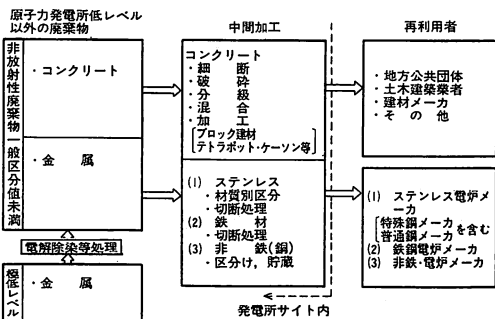 原子力発電所低レベル
以外の廃棄物
非放射性廃棄物
一般区分値未満
・コンクリート
・金属
電解除染等処理
極低レベル
・金属
中間加工
コンクリート
・細断
・破砕
・分級
・混合
・加工
[ブロック建材
テトラポット・ケーソン等]
(1) ステンレス
・材質別区分
・切断処理
(2) 鉄材
・切断処理
(3) 非鉄(銅)
・区分け,貯蔵
発電所サイト内
再利用者
・地方公共団体
・土木建築業者
・建材メーカ
・その他
(1) ステンレス電炉メ
ーカ
[特殊鋼メーカ
普通鋼メーカ]を含む
(2) 鉄鋼電炉メーカ
(3) 非鉄・電炉メーカ